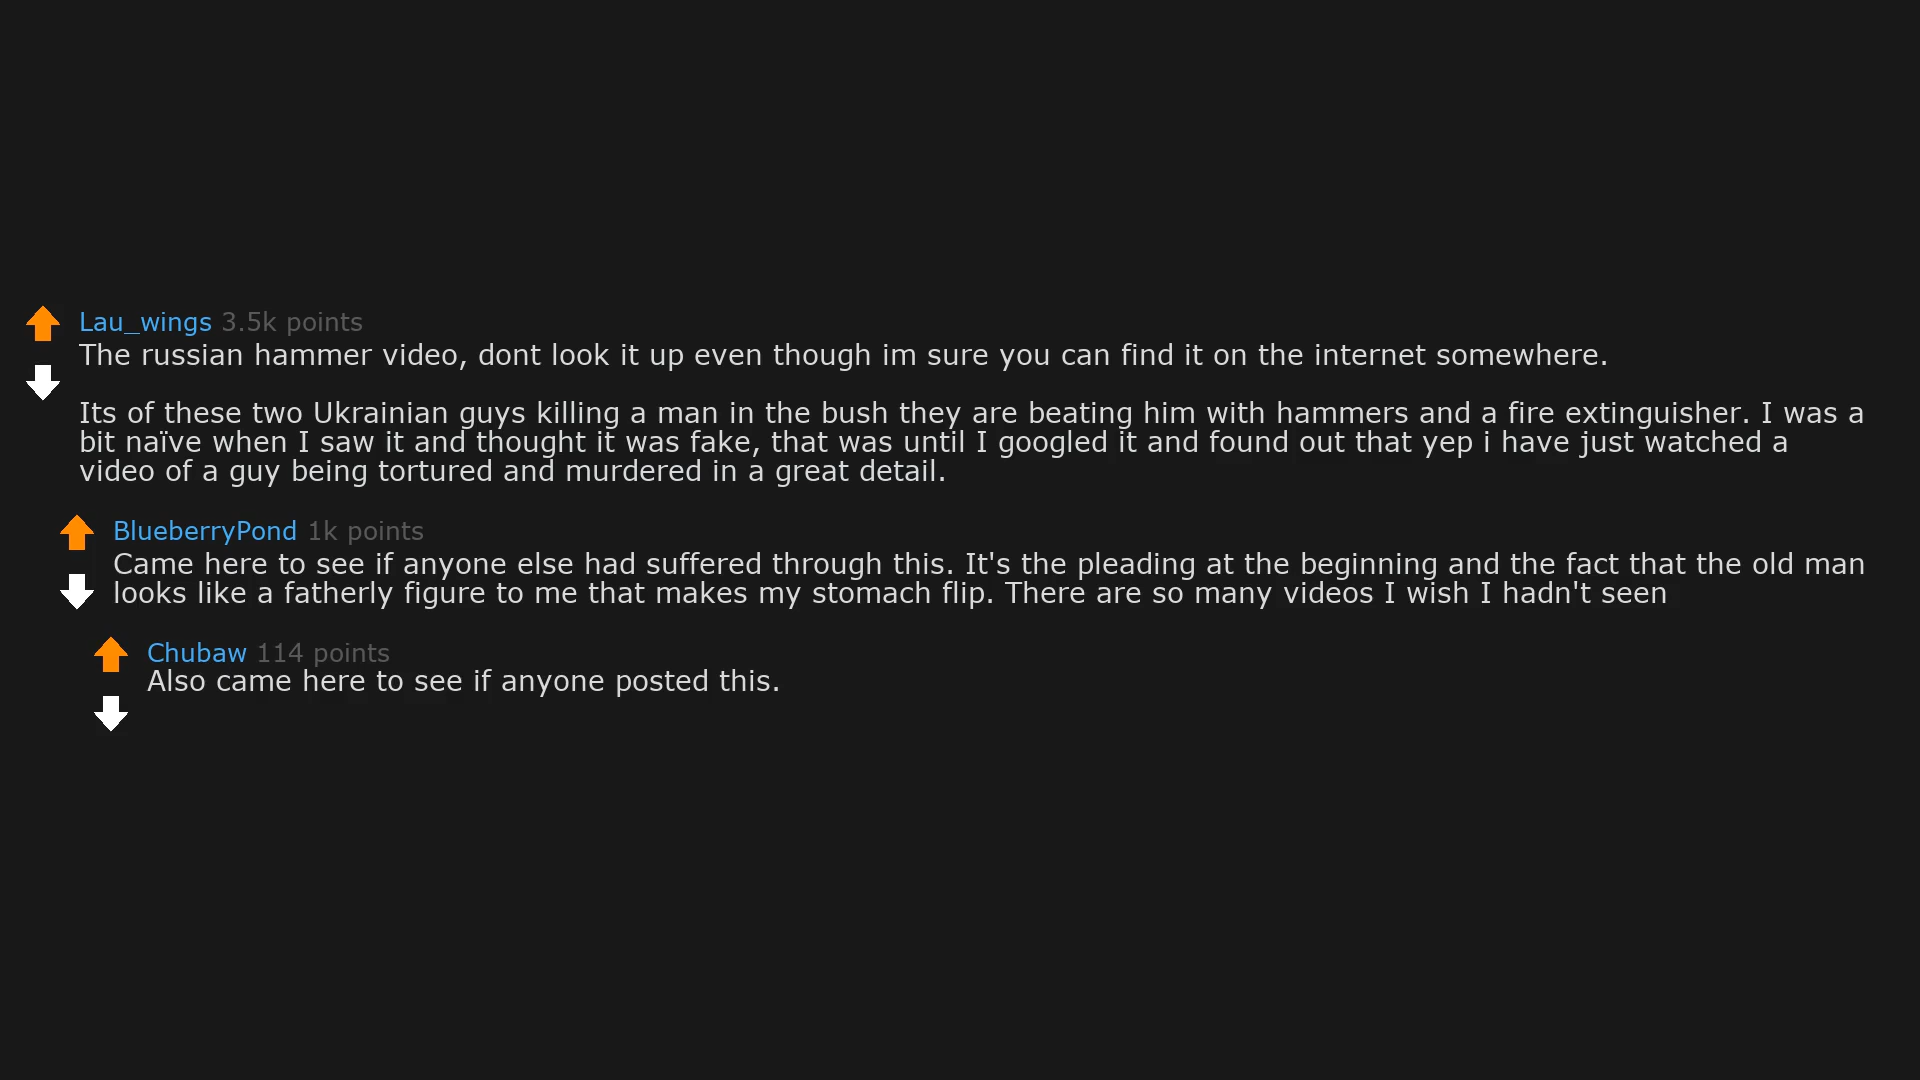 Lau_wings 3.5k points
The russian hammer video, dont look it up even though im sure you can find it on the internet somewhere.
Its of these two Ukrainian guys killing a man in the bush they are beating him with hammers and a fire extinguisher. I was a
bit naïve when I saw it and thought it was fake, that was until I googled it and found out that yep i have just watched a
video of a guy being tortured and murdered in a great detail.
BlueberryPond 1k points
Came here to see if anyone else had suffered through this. It's the pleading at the beginning and the fact that the old man
looks like a fatherly figure to me that makes my stomach flip. There are so many videos I wish I hadn't seen
Chubaw 114 points
Also came here to see if anyone posted this.